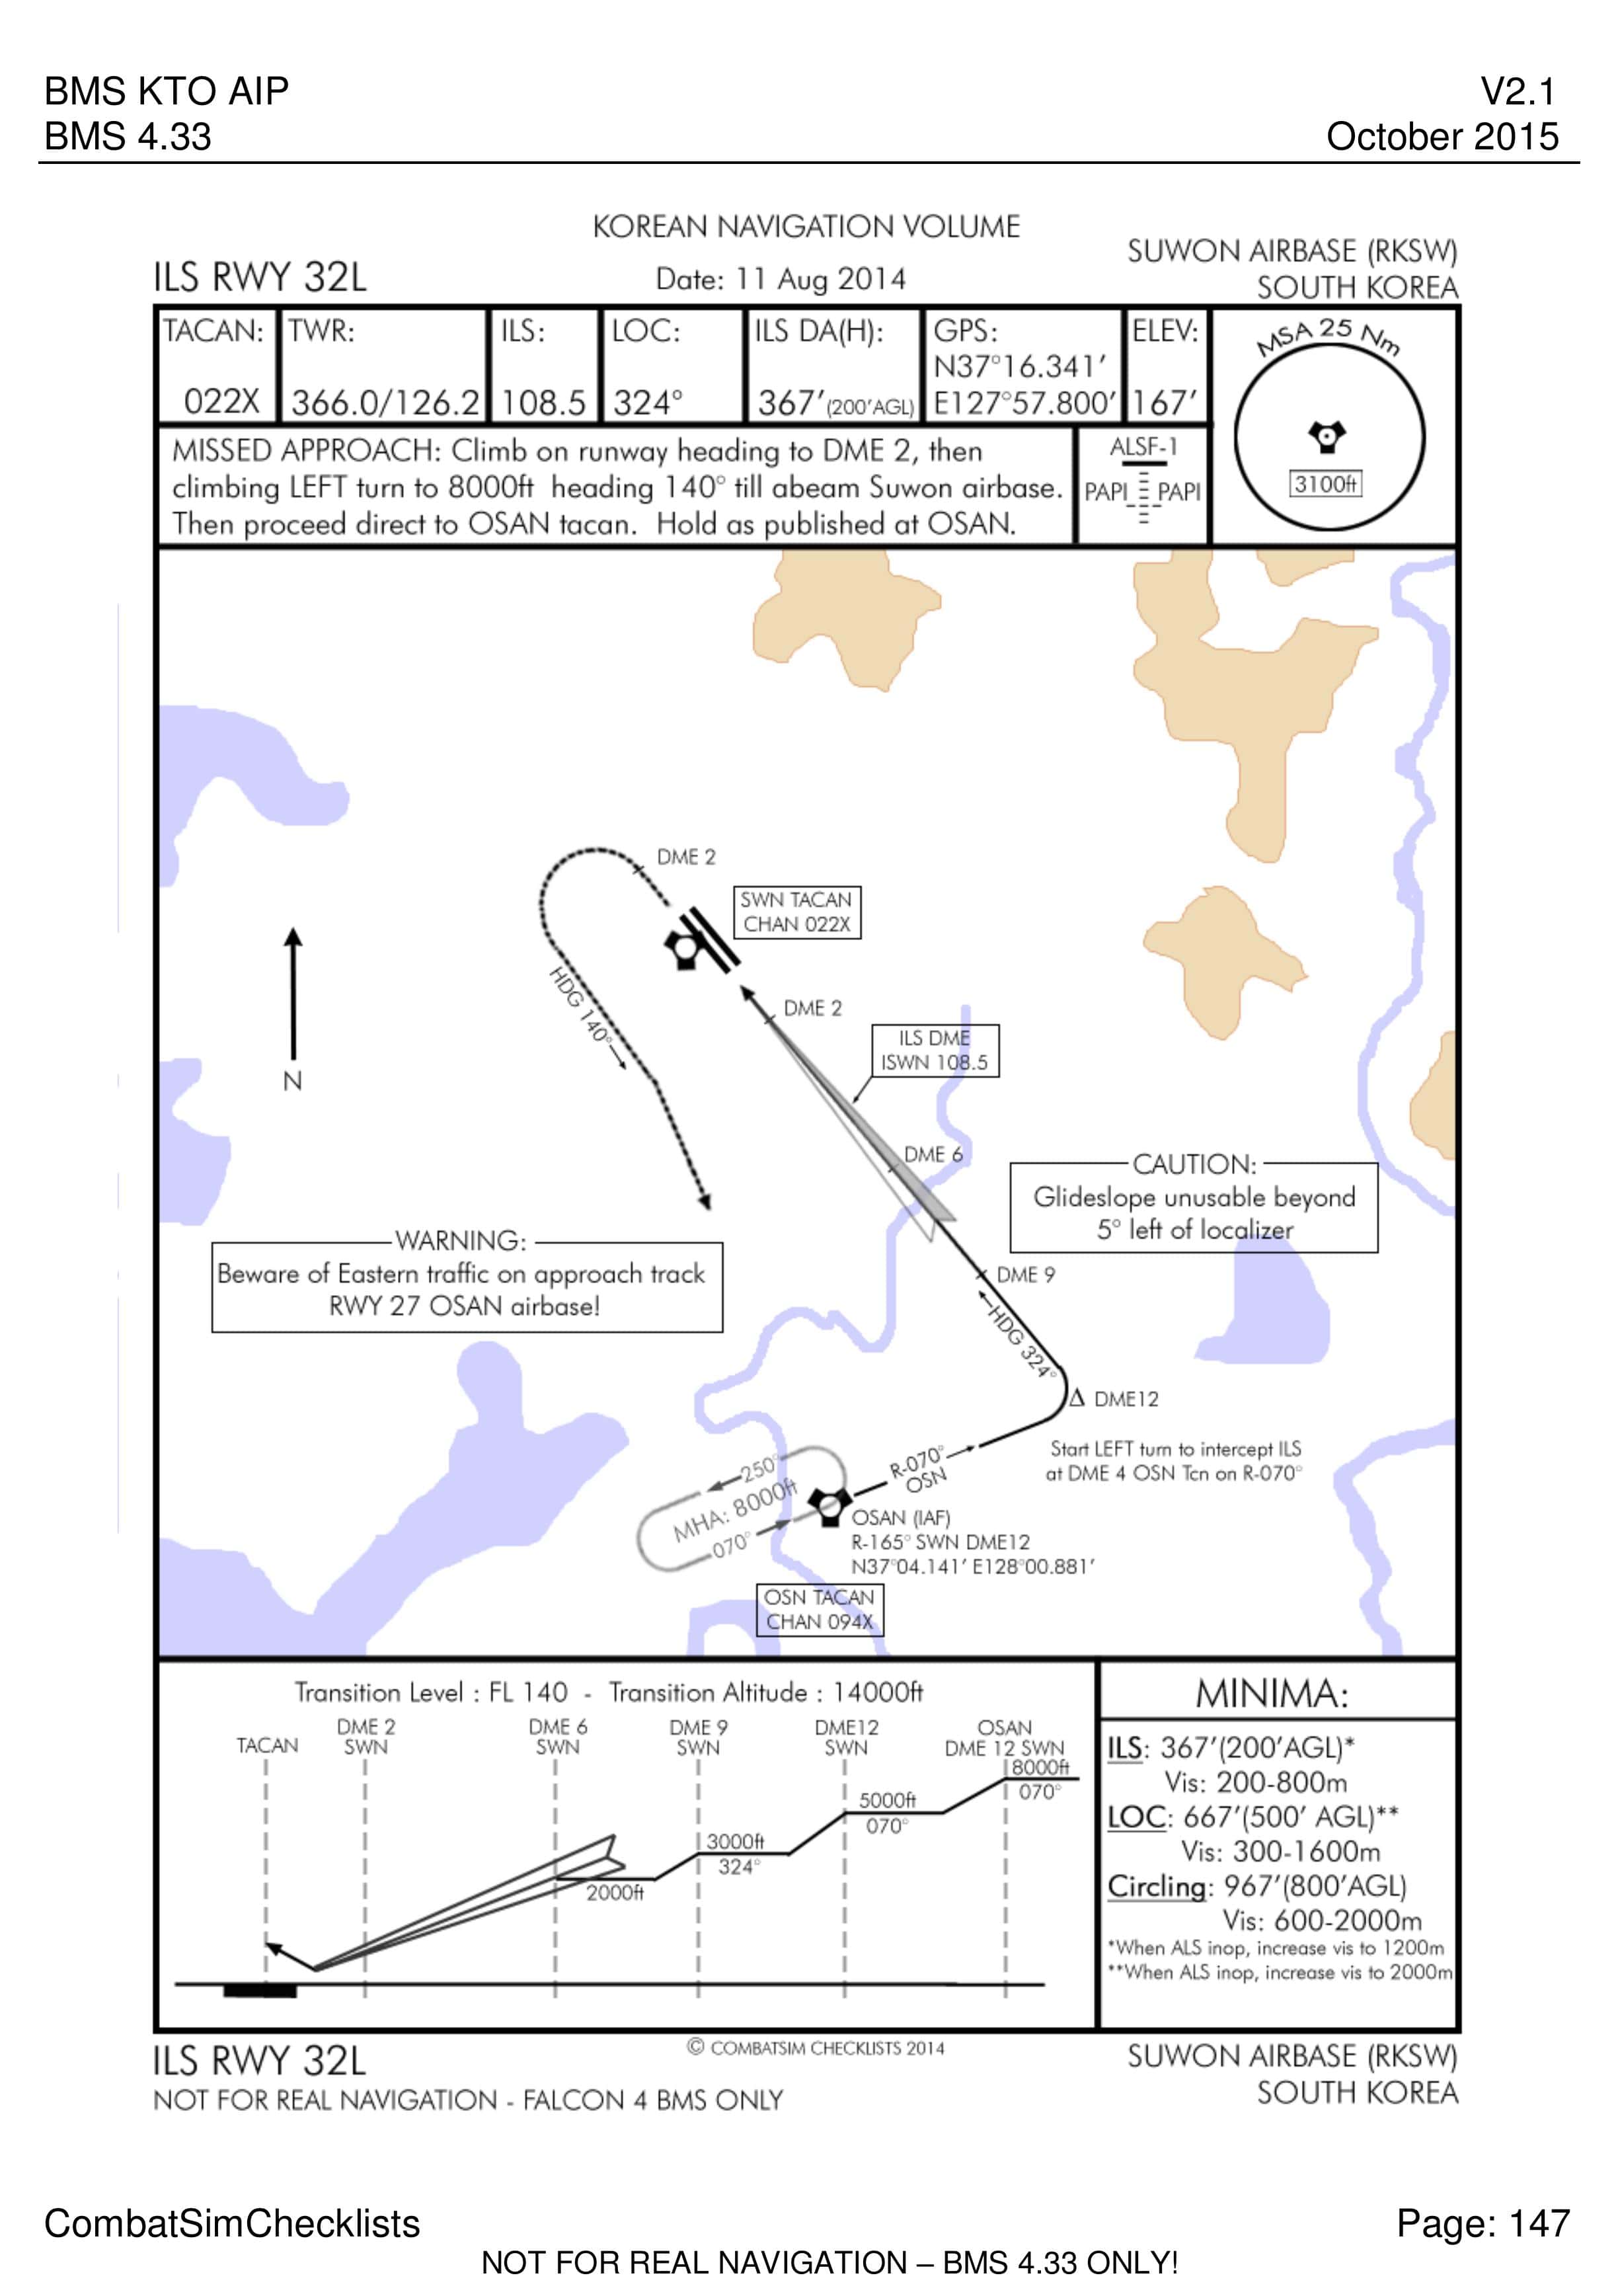 BMS KTO AIP
V2.1
BMS 4.33
October 2015
KOREAN NAVIGATION VOLUME
ILS RWY 32L
Date: 11 Aug 2014
SUWON AIRBASE (RKSW)
SOUTH KOREA
TACAN:
022X
TWR:
366.0/126.2
ILS:
108.5
LOC:
324°
ILS DA(H):
367'(200'AGL)
GPS:
N37°16.341'
E127°57.800'
ELEV:
167'
MSA 25 Nm
3100ft
MISSED APPROACH: Climb on runway heading to DME 2, then
climbing LEFT turn to 8000ft heading 140° till abeam Suwon airbase.
Then proceed direct to OSAN tacan. Hold as published at OSAN.
ALSF-1
PAPI PAPI
DME 2
SWN TACAN
CHAN 022X
HDG 140°
N
DME 2
ILS DME
ISWN 108.5
DME 6
CAUTION:
Glideslope unusable beyond
5° left of localizer
WARNING:
Beware of Eastern traffic on approach track
RWY 27 OSAN airbase!
DME 9
HDG 324°
DME12
Start LEFT turn to intercept ILS
at DME 4 OSN Tcn on R-070°
R-070°
OSN
250°
MHA: 8000ft
070°
OSAN (IAF)
R-165° SWN DME12
N37°04.141' E128°00.881'
OSN TACAN
CHAN 094X
Transition Level : FL 140 - Transition Altitude : 14000ft
TACAN
DME 2
SWN
DME 6
SWN
DME 9
SWN
DME12
SWN
OSAN
DME 12 SWN
8000ft
070°
5000ft
070°
3000ft
324°
2000ft
MINIMA:
ILS: 367'(200'AGL)*
Vis: 200-800m
LOC: 667'(500' AGL)**
Vis: 300-1600m
Circling: 967'(800'AGL)
Vis: 600-2000m
*When ALS inop, increase vis to 1200m
**When ALS inop, increase vis to 2000m
ILS RWY 32L
© COMBATSIM CHECKLISTS 2014
SUWON AIRBASE (RKSW)
SOUTH KOREA
NOT FOR REAL NAVIGATION - FALCON 4 BMS ONLY
CombatSimChecklists
Page: 147
NOT FOR REAL NAVIGATION – BMS 4.33 ONLY!